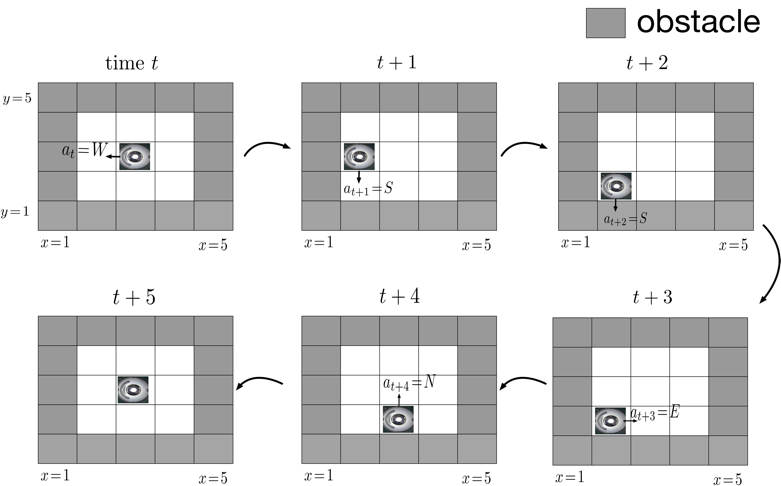 obstacle
time t
t + 1
t + 2
y=5
a_t=W
a_{t+1}=S
a_{t+2}=S
y=1
x=1
x=5
x=1
x=5
x=1
x=5
t + 5
t + 4
t + 3
a_{t+4}=N
a_{t+3}=E
x=1
x=5
x=1
x=5
x=1
x=5